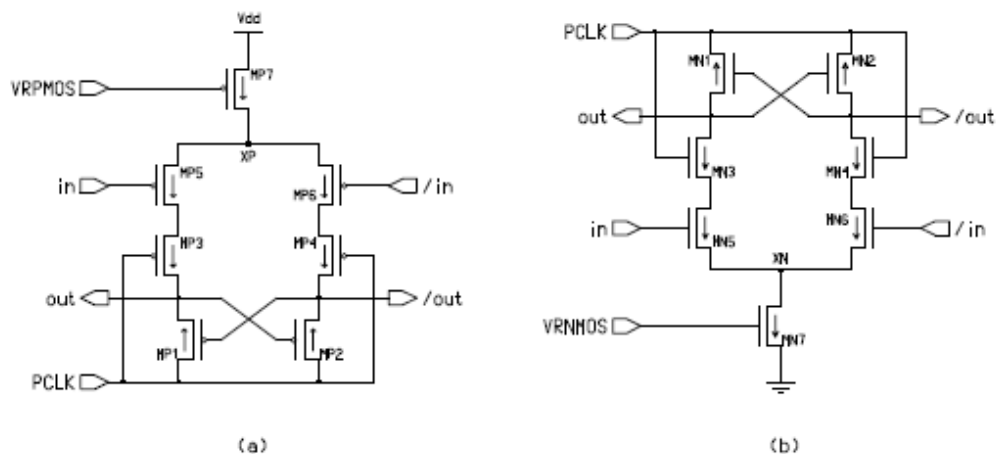 Vdd
VRPMOS
MP7
XP
in
MP5
MP6
/in
MP3
MP4
out
/out
MP1
MP2
PCLK
(a)
PCLK
MN1
MN2
out
/out
MN3
MN4
in
MN5
MN6
/in
XN
VRNMOS
MN7
(b)